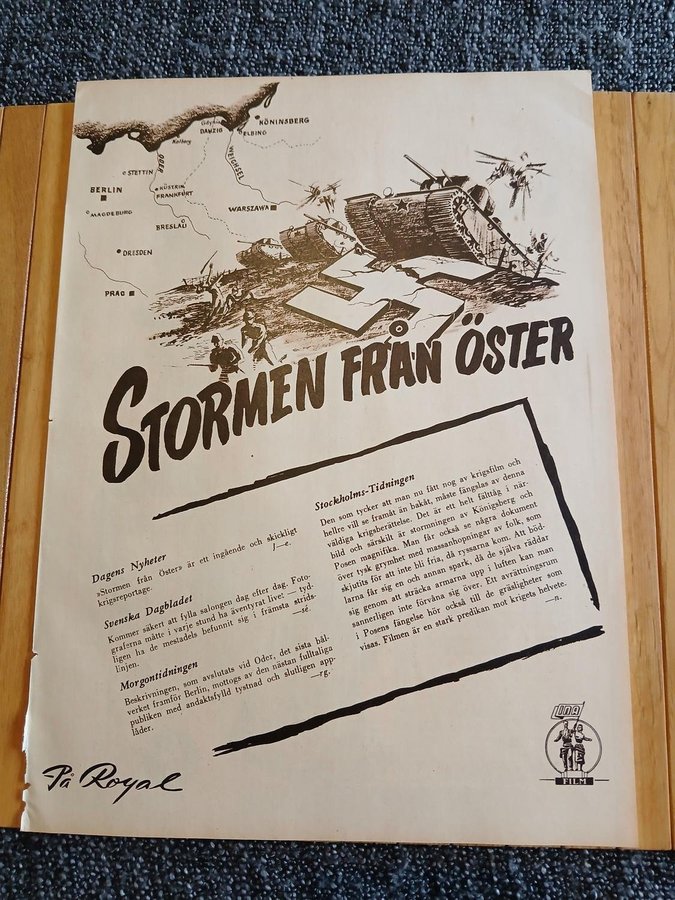 KÖNINSBERG
Gdynia
DANZIG
ELBING
Kolberg
ODER
WEICHSEL
STETTIN
BERLIN
KÜSTRIN
FRANKFURT
WARSZAWA
MAGDEBURG
BRESLAU
DRESDEN
PRAG
STORMEN FRÅN ÖSTER
Dagens Nyheter
»Stormen från Öster» är ett ingående och skickligt
krigsreportage. J—e.
Svenska Dagbladet
Kommer säkert att fylla salongen dag efter dag. Foto-
graferna måtte i varje stund ha äventyrat livet — tyd-
ligen ha de mestadels befunnit sig i främsta strids-
linjen. —sé.
Morgontidningen
Beskrivningen, som avslutats vid Oder, det sista bål-
verket framför Berlin, mottogs av den nästan fulltaliga
publiken med andaktsfylld tystnad och slutligen app-
låder. —rg.
Stockholms-Tidningen
Den som tycker att man nu fått nog av krigsfilm och
hellre vill se framåt än bakåt, måste fängslas av denna
väldiga krigsberättelse. Det är ett helt fälttåg i när-
bild och särskilt är stormningen av Königsberg och
Posen magnifika. Man får också se några dokument
över tysk grymhet med massanhopningar av folk, som
skjutits för att inte bli fria, då ryssarna kom. Att böd-
larna får sig en och annan spark, då de själva räddar
sig genom att sträcka armarna upp i luften kan man
sannerligen inte förvåna sig över. Ett avrättningsrum
i Posens fängelse hör också till de gräsligheter som
visas. Filmen är en stark predikan mot krigets helvete.
—n.
På Royal
LINA
FILM